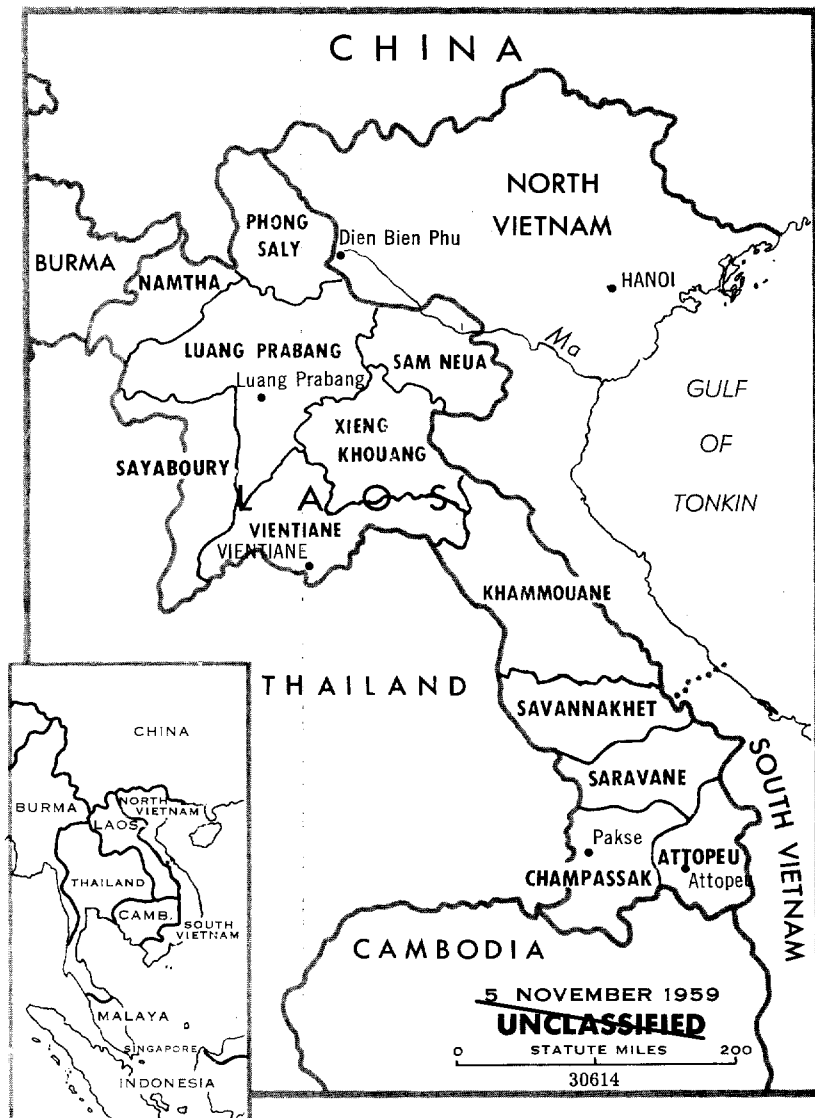 CHINA
NORTH
VIETNAM
PHONG
SALY
Dien Bien Phu
BURMA
NAMTHA
HANOI
Ma
LUANG PRABANG
SAM NEUA
Luang Prabang
GULF
OF
TONKIN
XIENG
KHOUANG
SAYABOURY
LAOS
VIENTIANE
VIENTIANE
KHAMMOUANE
THAILAND
SAVANNAKHET
SOUTH VIETNAM
SARAVANE
Pakse
ATTOPEU
CHAMPASSAK
Attopeu
CAMBODIA
5 NOVEMBER 1959
UNCLASSIFIED
STATUTE MILES
0 200
30614
CHINA
BURMA
NORTH
VIETNAM
LAOS
THAILAND
CAMB.
SOUTH
VIETNAM
MALAYA
SINGAPORE
INDONESIA